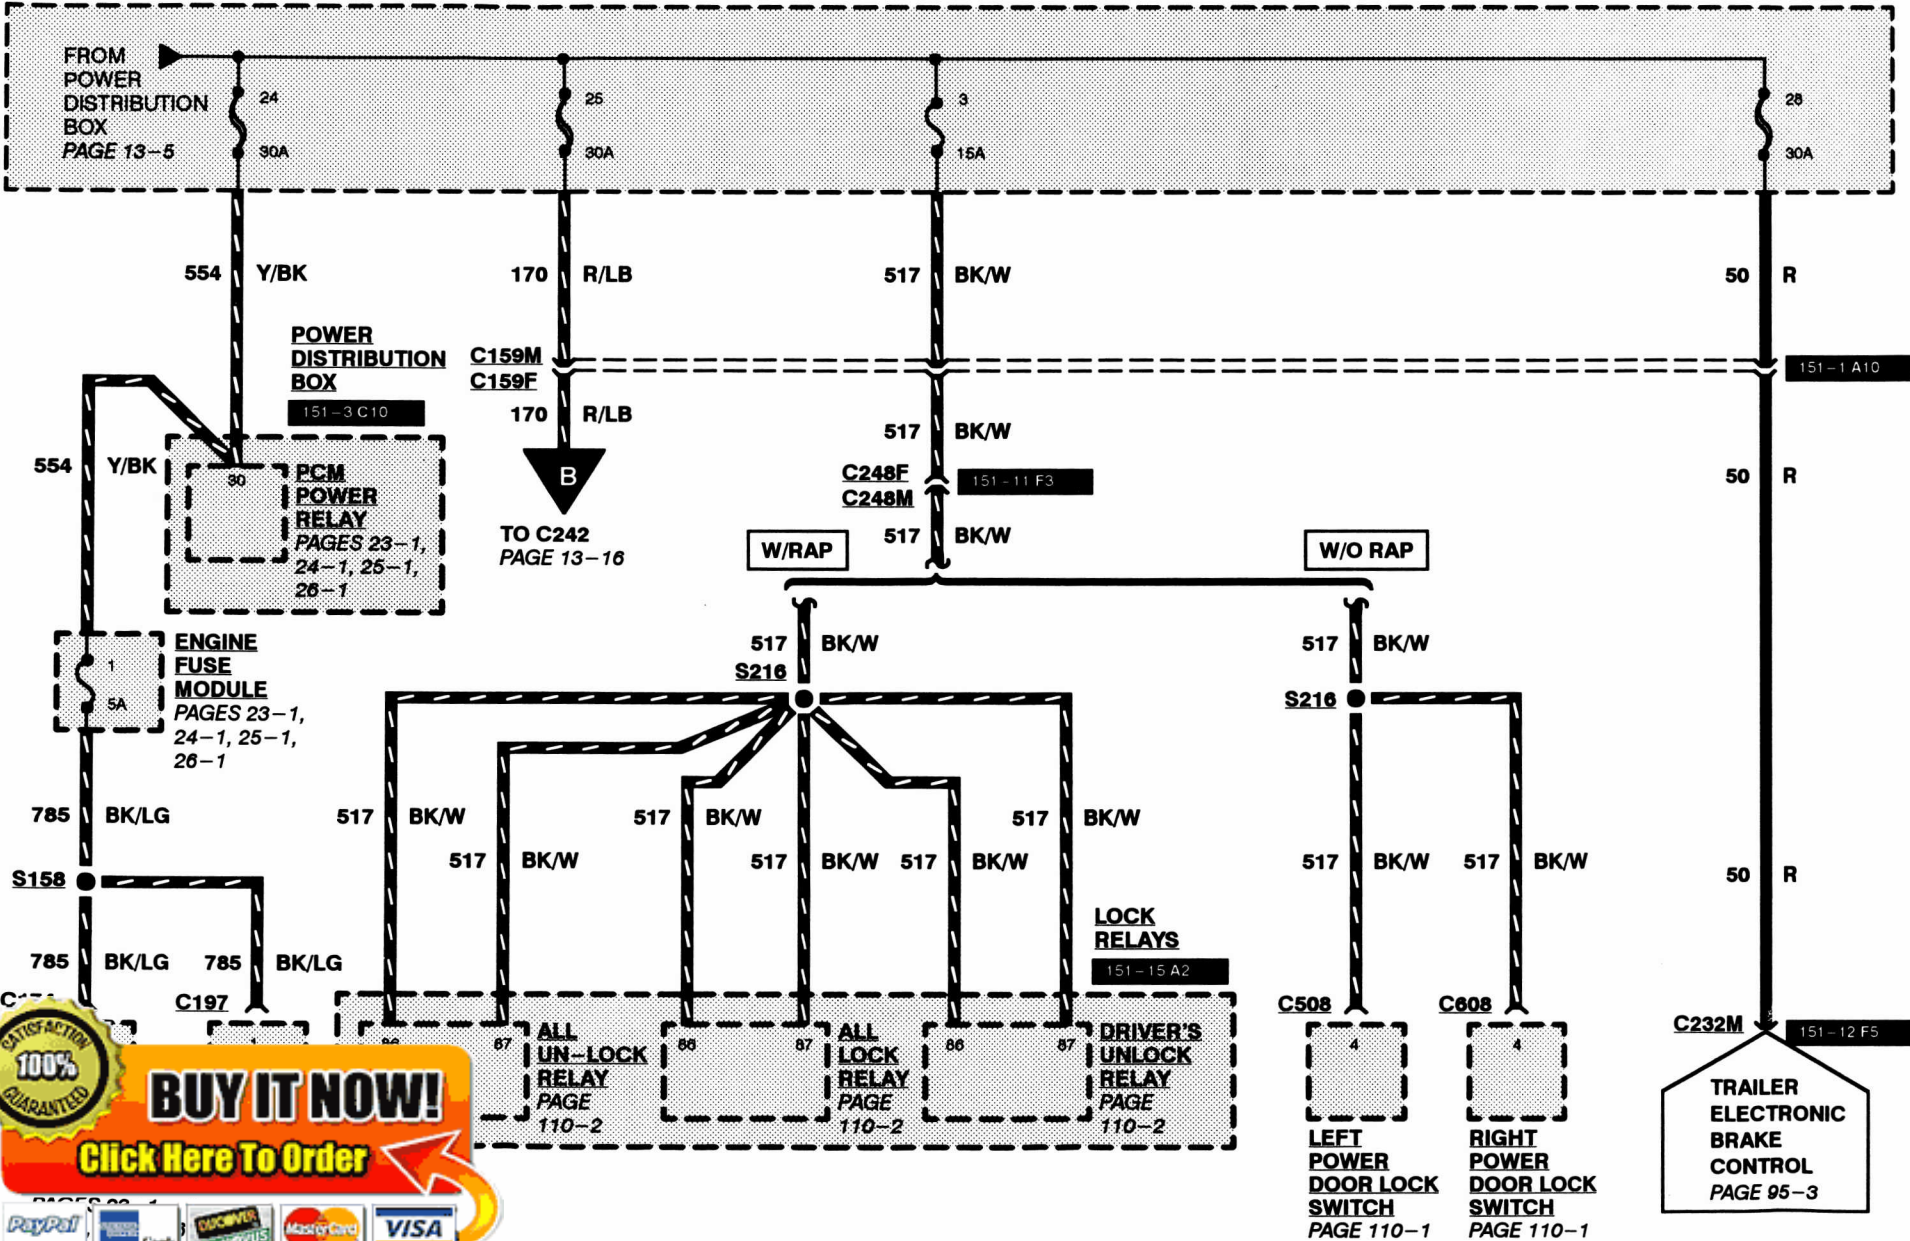 FROM
POWER
DISTRIBUTION
BOX
PAGE 13-5
24
30A
25
30A
3
15A
28
30A
554 Y/BK
170 R/LB
517 BK/W
50 R
POWER
DISTRIBUTION
BOX
151-3 C10
C159M
C159F
151-1 A10
170 R/LB
517 BK/W
554 Y/BK
30
PCM
POWER
RELAY
PAGES 23-1,
24-1, 25-1,
26-1
B
TO C242
PAGE 13-16
C248F
C248M
151-11 F3
50 R
517 BK/W
W/RAP
W/O RAP
1
5A
ENGINE
FUSE
MODULE
PAGES 23-1,
24-1, 25-1,
26-1
517 BK/W
S216
517 BK/W
S216
785 BK/LG
517 BK/W
517 BK/W
517 BK/W
517 BK/W
517 BK/W
517 BK/W
517 BK/W
517 BK/W
50 R
S158
785 BK/LG
785 BK/LG
C197
LOCK
RELAYS
151-15 A2
C508
C608
C232M
151-12 F5
87
ALL
UN-LOCK
RELAY
PAGE
110-2
86
87
ALL
LOCK
RELAY
PAGE
110-2
86
87
DRIVER'S
UNLOCK
RELAY
PAGE
110-2
4
LEFT
POWER
DOOR LOCK
SWITCH
PAGE 110-1
4
RIGHT
POWER
DOOR LOCK
SWITCH
PAGE 110-1
TRAILER
ELECTRONIC
BRAKE
CONTROL
PAGE 95-3
SATISFACTION
100%
GUARANTEED
BUY IT NOW!
Click Here To Order
PayPal
DISCOVER
MasterCard
VISA